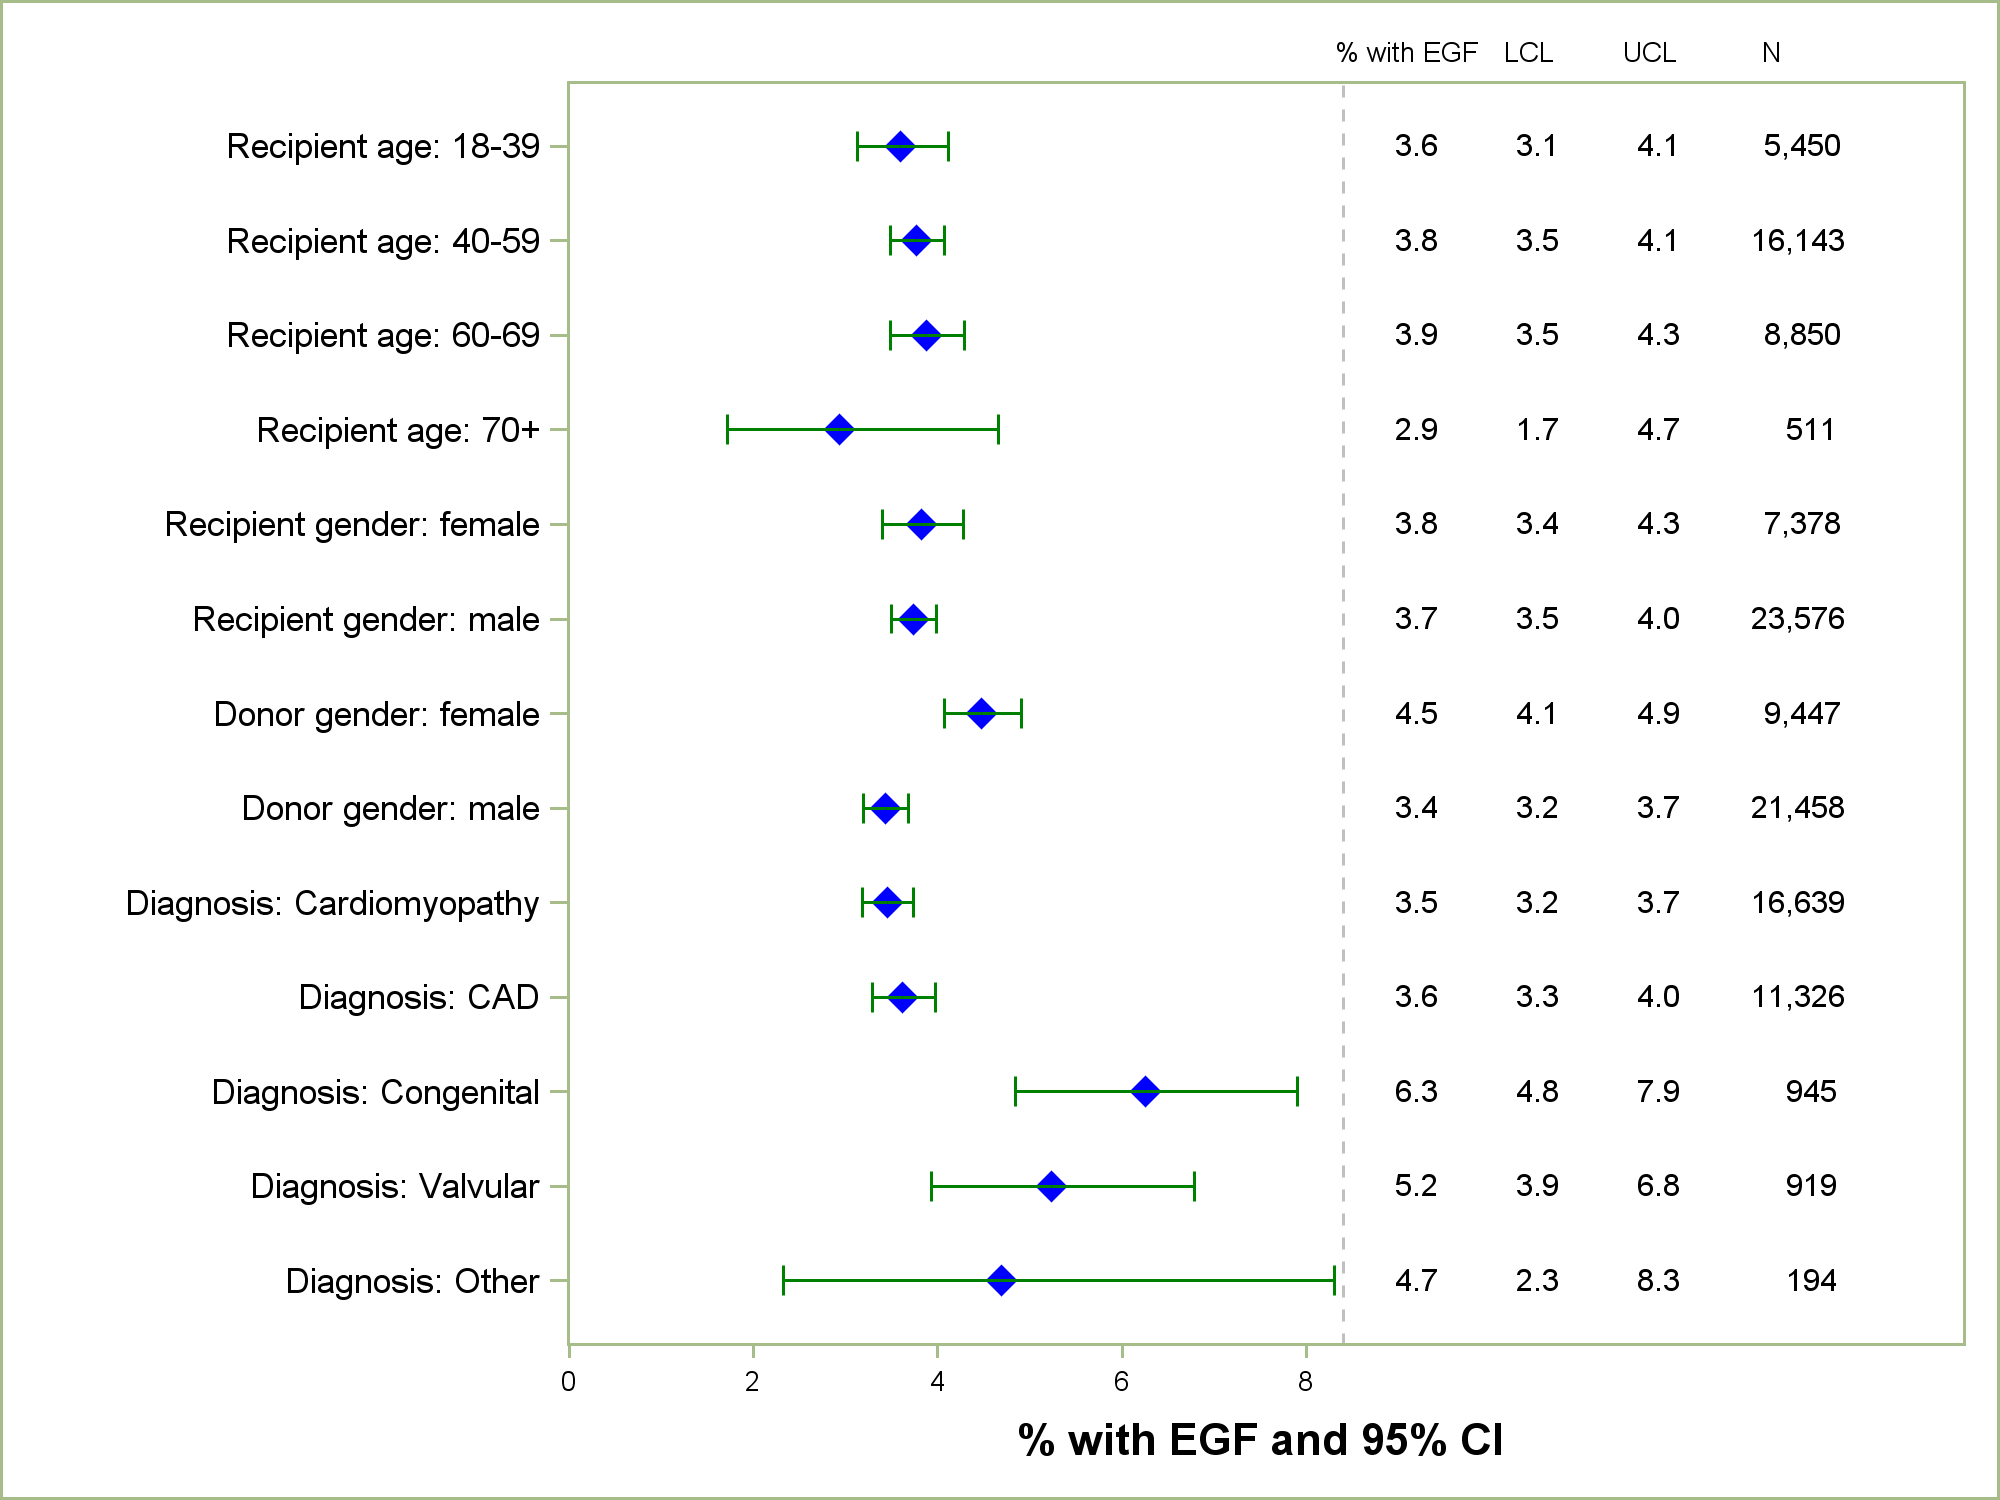 % with EGF LCL UCL N
Recipient age: 18-39 3.6 3.1 4.1 5,450
Recipient age: 40-59 3.8 3.5 4.1 16,143
Recipient age: 60-69 3.9 3.5 4.3 8,850
Recipient age: 70+ 2.9 1.7 4.7 511
Recipient gender: female 3.8 3.4 4.3 7,378
Recipient gender: male 3.7 3.5 4.0 23,576
Donor gender: female 4.5 4.1 4.9 9,447
Donor gender: male 3.4 3.2 3.7 21,458
Diagnosis: Cardiomyopathy 3.5 3.2 3.7 16,639
Diagnosis: CAD 3.6 3.3 4.0 11,326
Diagnosis: Congenital 6.3 4.8 7.9 945
Diagnosis: Valvular 5.2 3.9 6.8 919
Diagnosis: Other 4.7 2.3 8.3 194
0 2 4 6 8
% with EGF and 95% CI